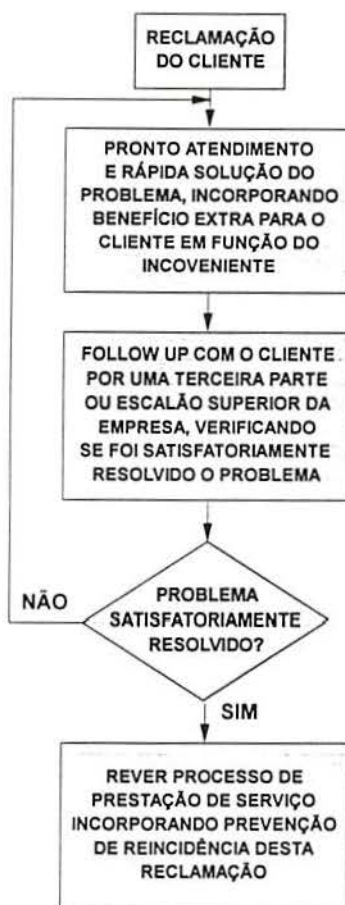 RECLAMAÇÃO
DO CLIENTE
PRONTO ATENDIMENTO
E RÁPIDA SOLUÇÃO DO
PROBLEMA, INCORPORANDO
BENEFÍCIO EXTRA PARA O
CLIENTE EM FUNÇÃO DO
INCOVENIENTE
FOLLOW UP COM O CLIENTE
POR UMA TERCEIRA PARTE
OU ESCALÃO SUPERIOR DA
EMPRESA, VERIFICANDO
SE FOI SATISFATORIAMENTE
RESOLVIDO O PROBLEMA
NÃO
PROBLEMA
SATISFATORIAMENTE
RESOLVIDO?
SIM
REVER PROCESSO DE
PRESTAÇÃO DE SERVIÇO
INCORPORANDO PREVENÇÃO
DE REINCIDÊNCIA DESTA
RECLAMAÇÃO